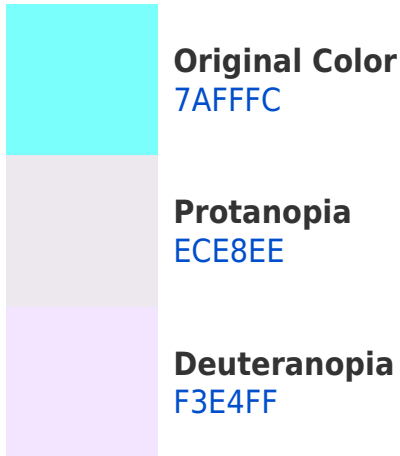 Original Color
7AFFFC
Protanopia
ECE8EE
Deuteranopia
F3E4FF